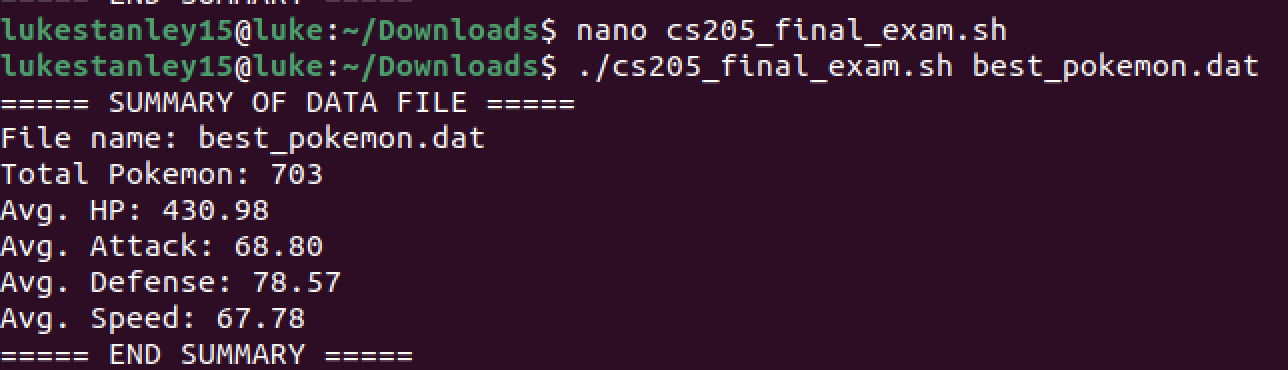 ===== END SUMMARY =====
lukestanley15@luke:~/Downloads$ nano cs205_final_exam.sh
lukestanley15@luke:~/Downloads$ ./cs205_final_exam.sh best_pokemon.dat
===== SUMMARY OF DATA FILE =====
File name: best_pokemon.dat
Total Pokemon: 703
Avg. HP: 430.98
Avg. Attack: 68.80
Avg. Defense: 78.57
Avg. Speed: 67.78
===== END SUMMARY =====